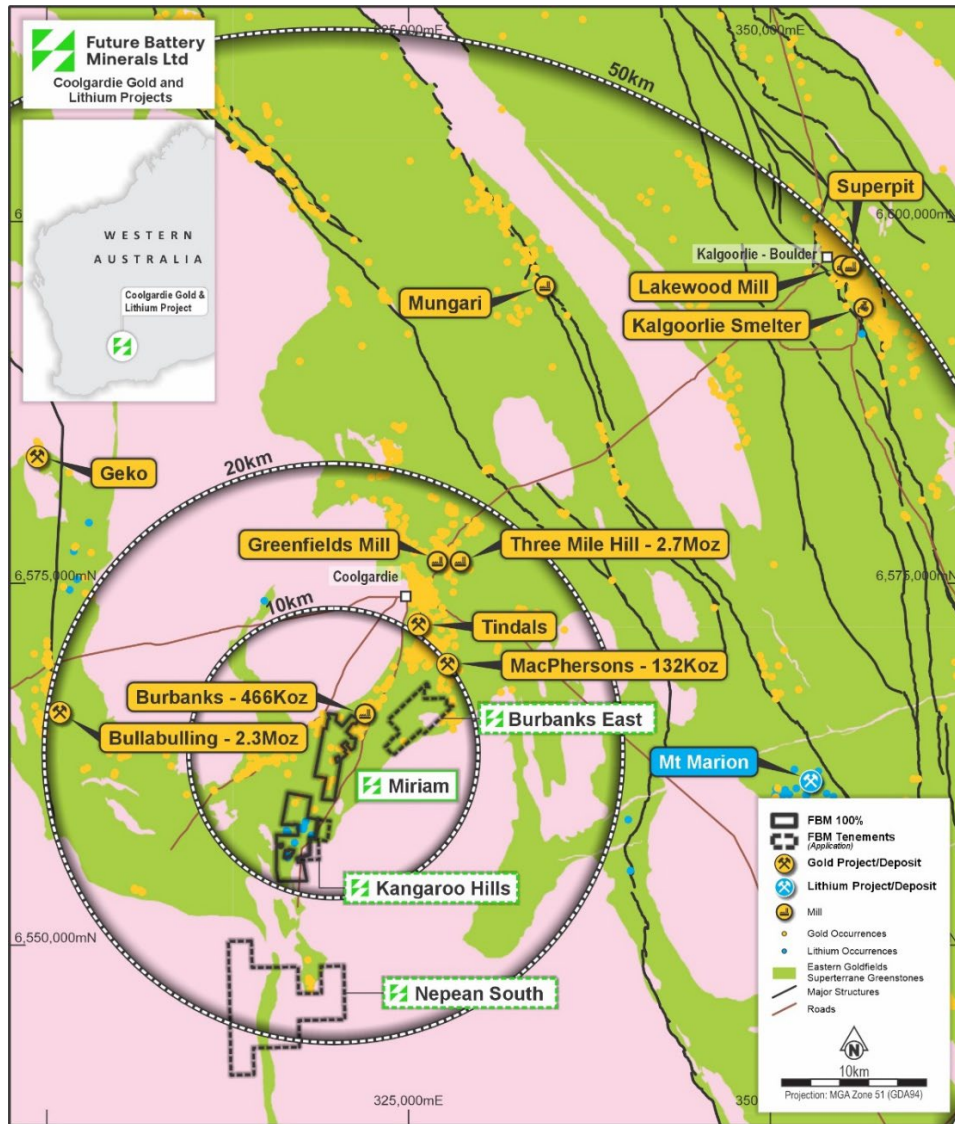 Future Battery
Minerals Ltd
Coolgardie Gold and
Lithium Projects
325,000mE
350,000mE
50km
WESTERN
AUSTRALIA
Coolgardie Gold &
Lithium Project
Superpit
6,600,000mN
Kalgoorlie - Boulder
Lakewood Mill
Mungari
Kalgoorlie Smelter
20km
Geko
Greenfields Mill
Three Mile Hill - 2.7Moz
6,575,000mN
6,575,000mN
Coolgardie
10km
Tindals
MacPhersons - 132Koz
Burbanks - 466Koz
Burbanks East
Bullabulling - 2.3Moz
Mt Marion
Miriam
Kangaroo Hills
6,550,000mN
Nepean South
325,000mE
FBM 100%
FBM Tenements
(Application)
Gold Project/Deposit
Lithium Project/Deposit
Mill
Gold Occurrences
Lithium Occurrences
Eastern Goldfields
Superterrane Greenstones
Major Structures
Roads
N
10km
Projection: MGA Zone 51 (GDA94)